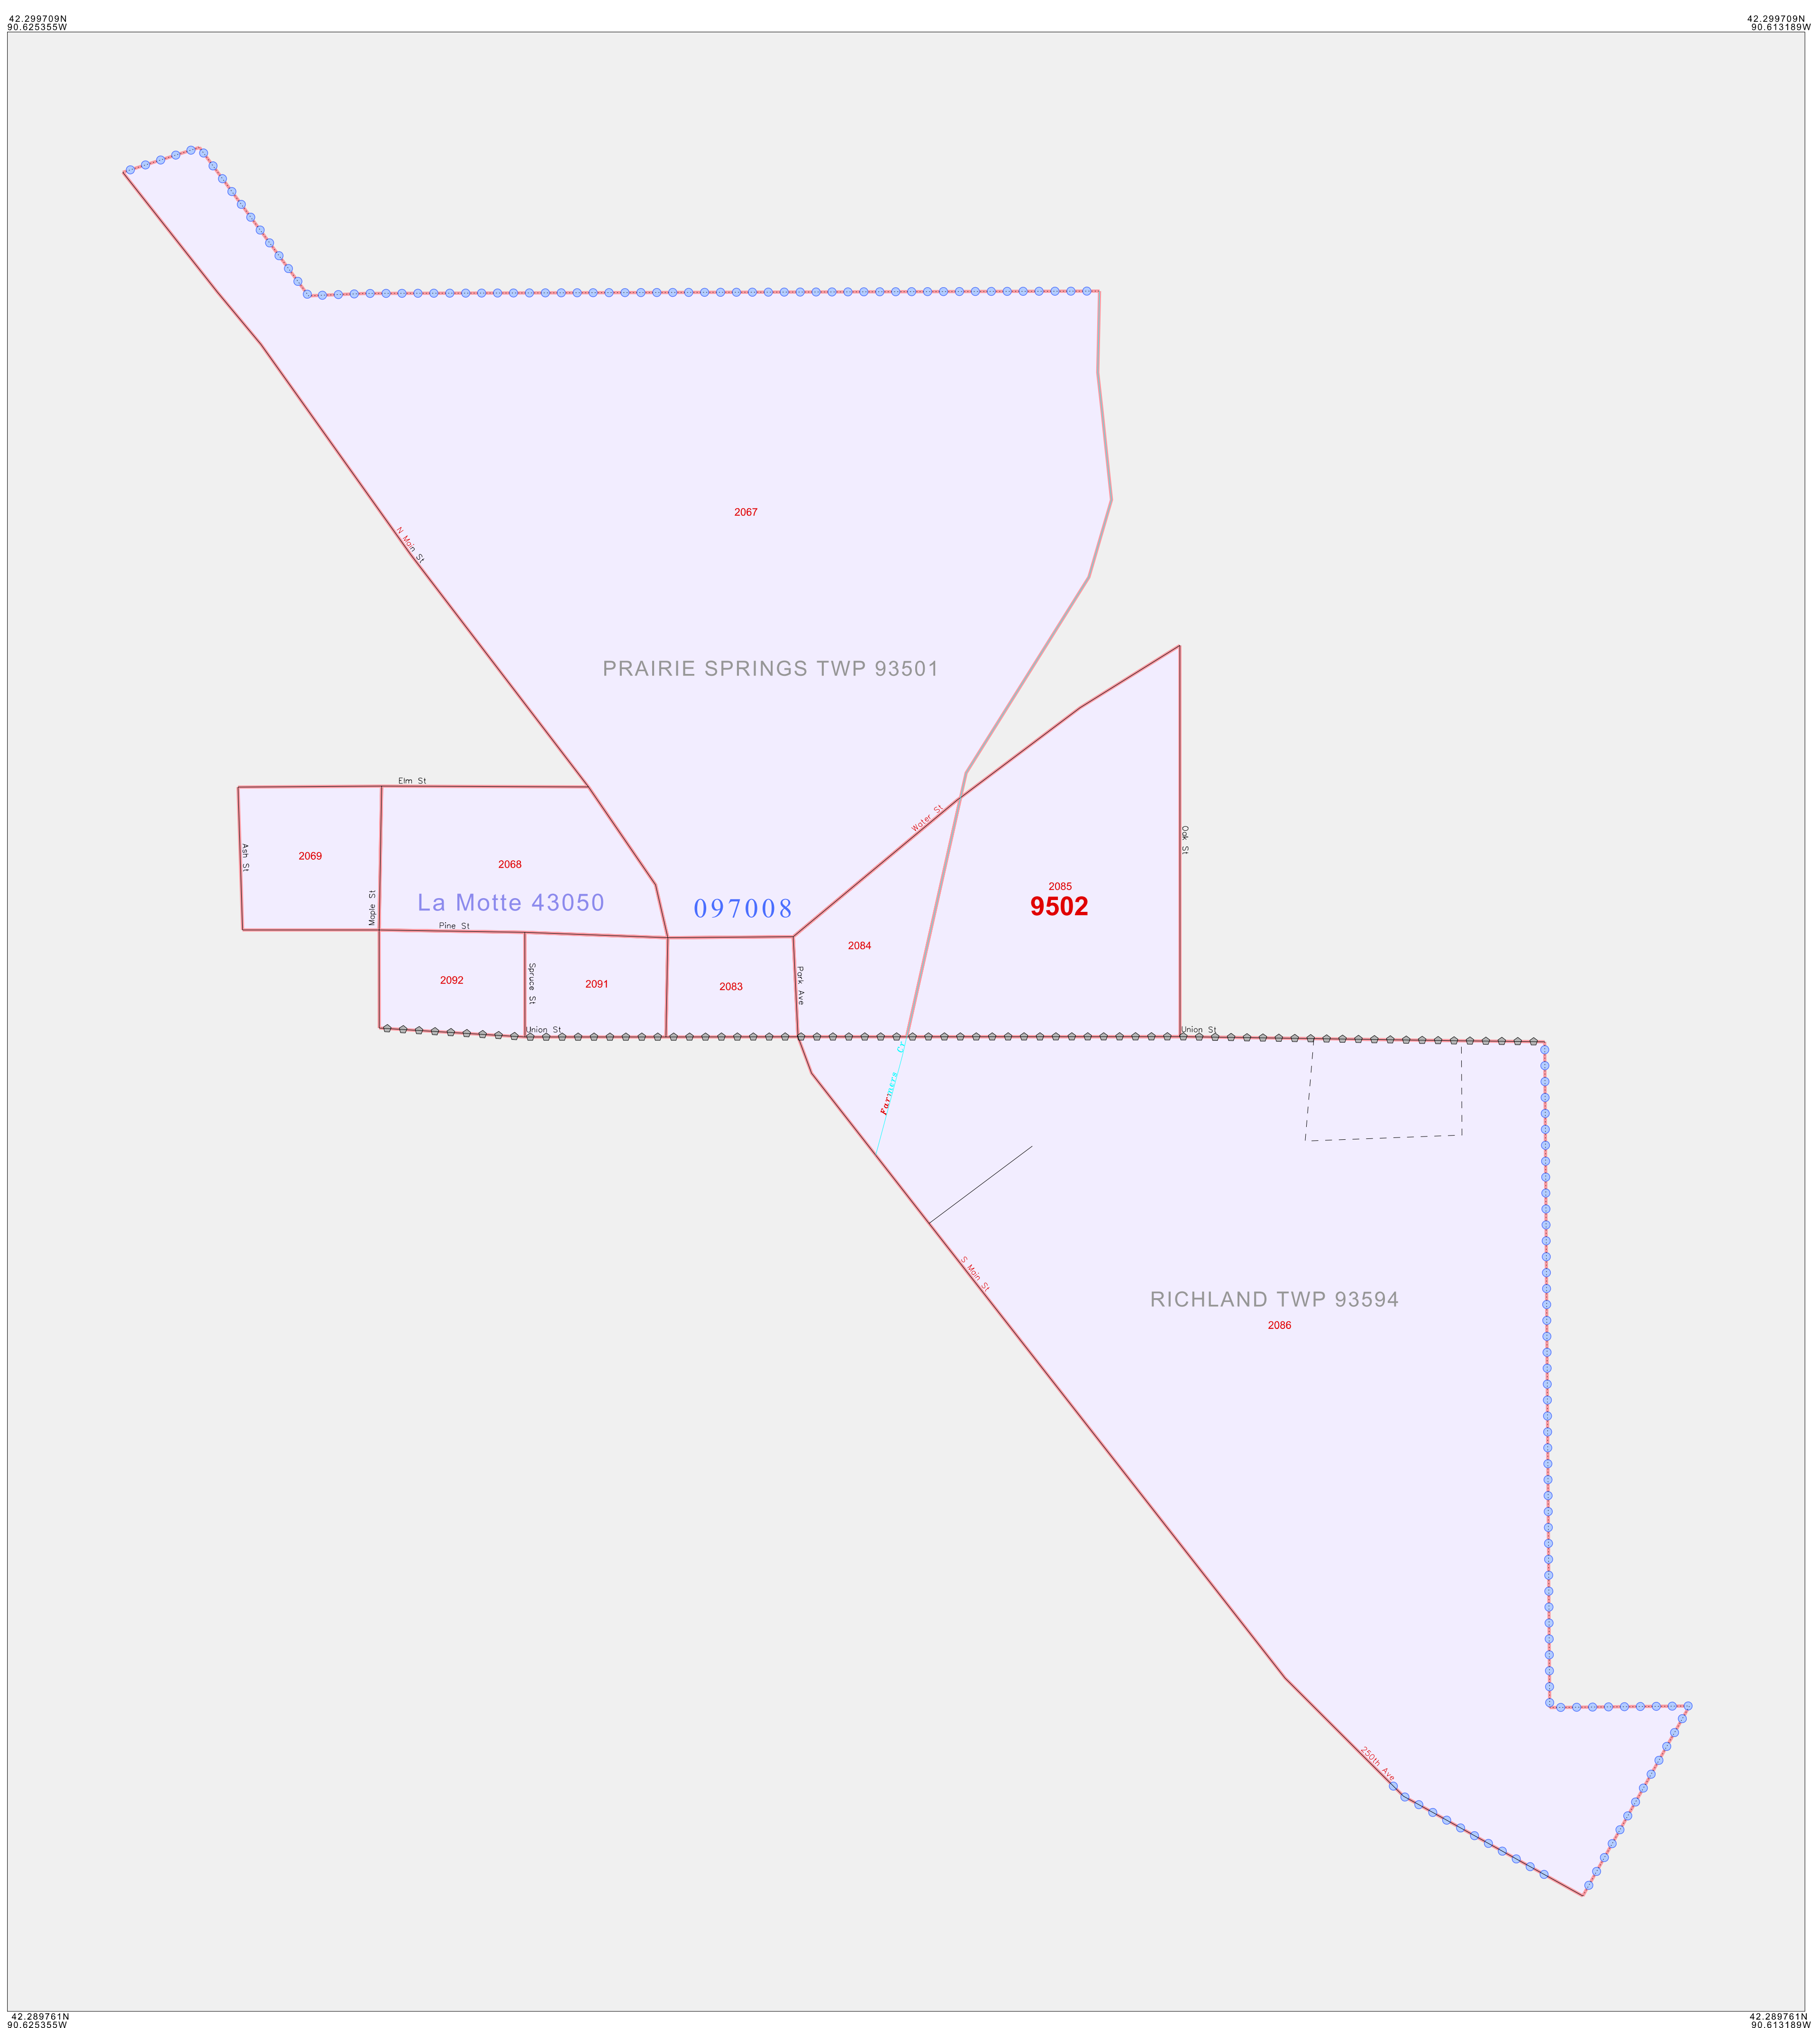 42.299709N
90.625355W
42.299709N
90.613189W
N Main St
2067
PRAIRIE SPRINGS TWP 93501
Elm St
Water St
Oak St
Ash St
2069
2068
2085
Maple St
La Motte 43050
097008
9502
Pine St
2084
2092
Spruce St
2091
2083
Park Ave
Union St
Union St
Farmers Cr
S Main St
RICHLAND TWP 93594
2086
250th Ave
42.289761N
90.625355W
42.289761N
90.613189W